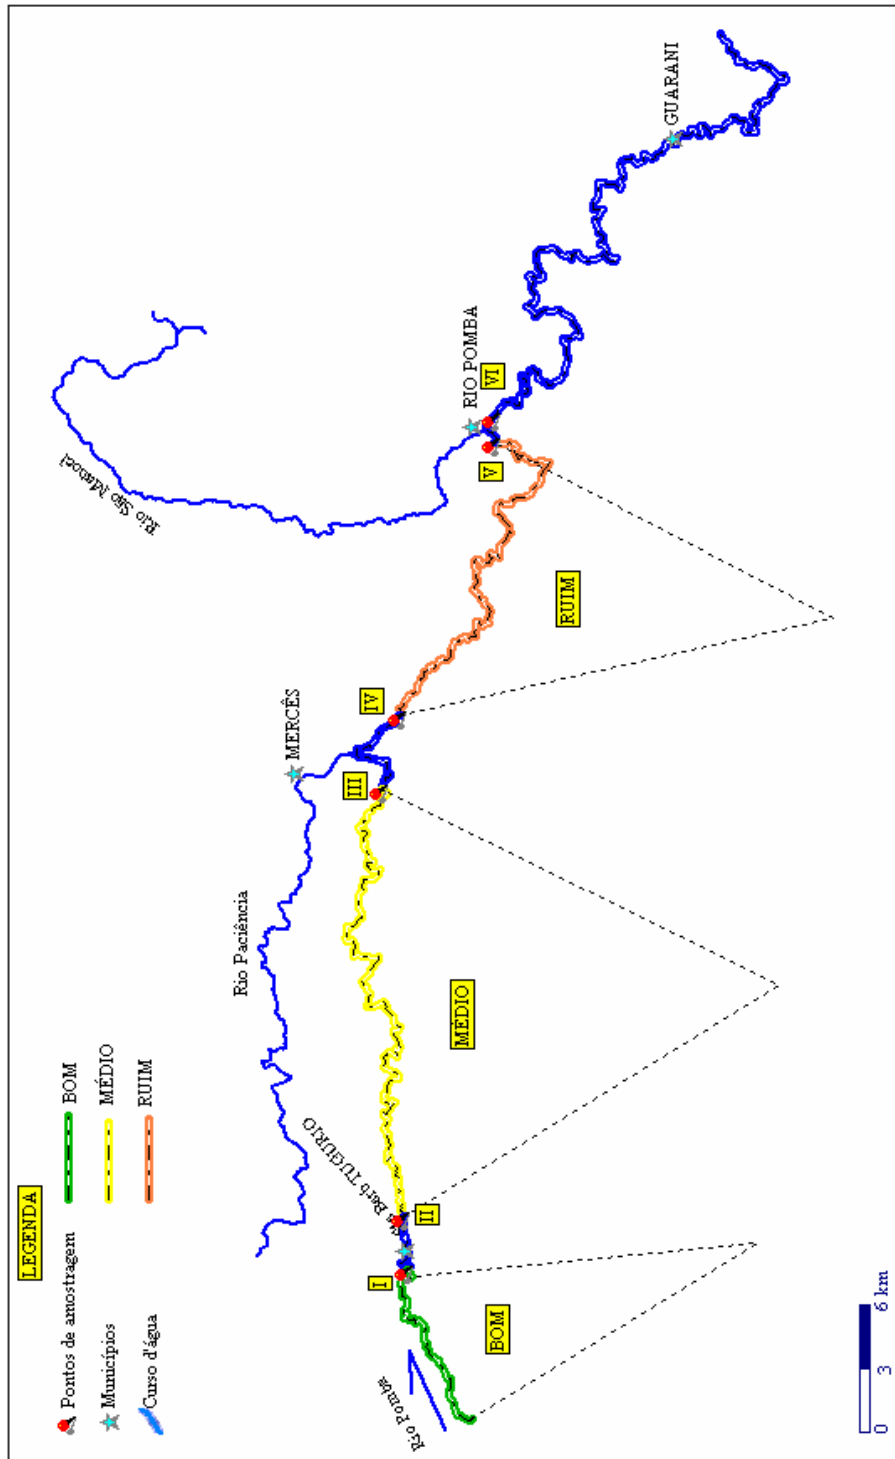 LEGENDA
Pontos de amostragem
Municípios
Curso d'água
BOM
MÉDIO
RUIM
Rio Pomba
BOM
I
II
TUGURIO
MÉDIO
Rio Paciência
MERCÊS
III
IV
RUIM
Rio São Manoel
RIO POMBA
V
VI
GUARANI
0 3 6 km